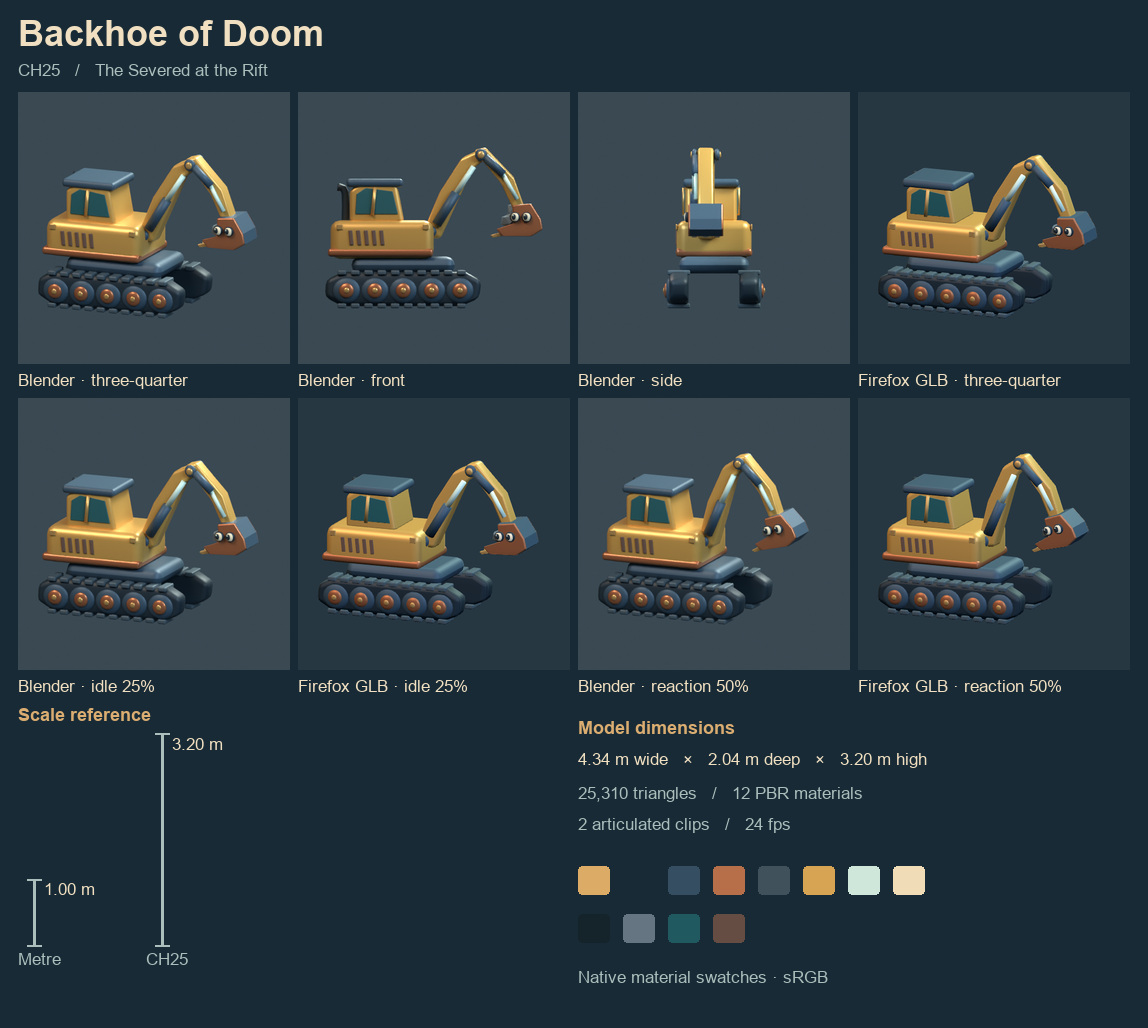 Backhoe of Doom
CH25 / The Severed at the Rift
Blender · three-quarter
Blender · front
Blender · side
Firefox GLB · three-quarter
Blender · idle 25%
Firefox GLB · idle 25%
Blender · reaction 50%
Firefox GLB · reaction 50%
Scale reference
3.20 m
1.00 m
Metre
CH25
Model dimensions
4.34 m wide × 2.04 m deep × 3.20 m high
25,310 triangles / 12 PBR materials
2 articulated clips / 24 fps
Native material swatches · sRGB